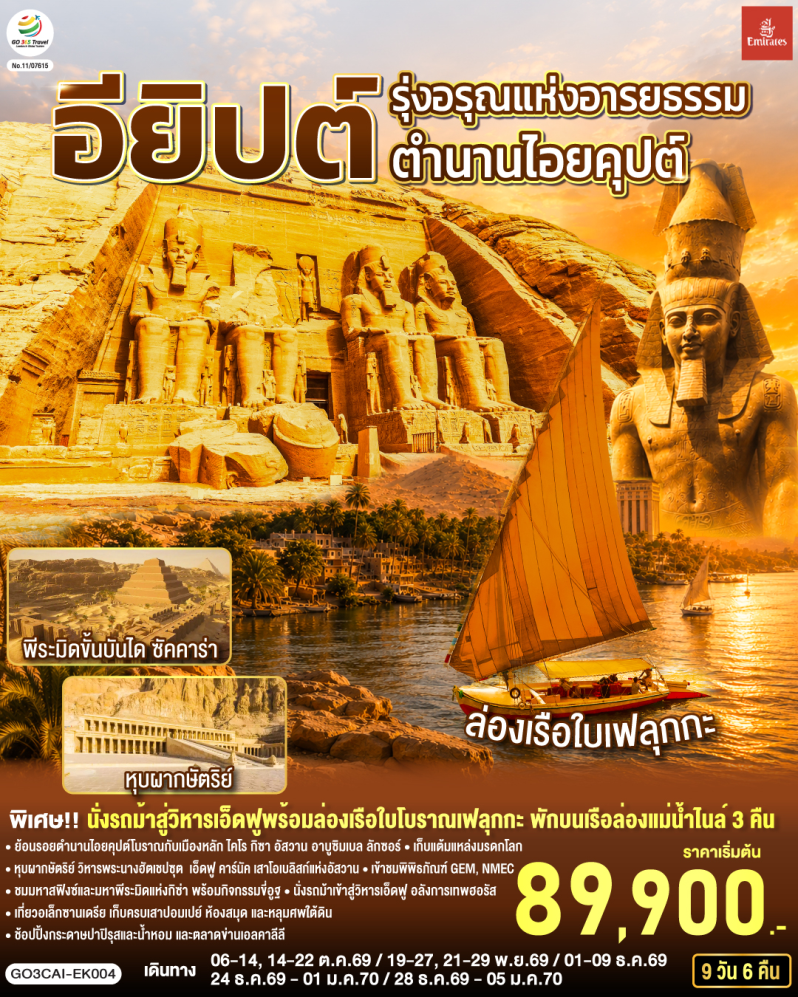 GO 365 Travel
No.11/07615
Emirates
อียิปต์
รุ่งอรุณแห่งอารยธรรม
ตำนานไอยคุปต์
พีระมิดขั้นบันได ซัคคาร่า
หุบผากษัตริย์
ล่องเรือใบเฟลุกกะ
พิเศษ!! นั่งรถม้าสู่วิหารเอ็ดฟูพร้อมล่องเรือใบโบราณเฟลุกกะ พักบนเรือล่องแม่น้ำไนล์ 3 คืน
• ย้อนรอยตำนานไอยคุปต์โบราณกับเมืองหลัก ไคโร กิซา อัสวาน อาบูซิมเบล ลักซอร์ • เก็บแต้มแหล่งมรดกโลก
• หุบผากษัตริย์ วิหารพระนางฮัตเชปซุต เอ็ดฟู คาร์นัค เสาโอเบลิสก์แห่งอัสวาน • เข้าชมพิพิธภัณฑ์ GEM, NMEC
• ชมมหาสฟิงซ์และมหาพีระมิดแห่งกิซ่า พร้อมกิจกรรมขี่อูฐ • นั่งรถม้าเข้าสู่วิหารเอ็ดฟู อลังการเทพฮอรัส
• เที่ยวอเล็กซานเดรีย เก็บครบเสาปอมเปย์ ห้องสมุด และหลุมศพใต้ดิน
• ช้อปปิ้งกระดาษปาปิรุสและน้ำหอม และตลาดข่านเอลคาลีลี
ราคาเริ่มต้น
89,900.-
GO3CAI-EK004
เดินทาง
06-14, 14-22 ต.ค.69 / 19-27, 21-29 พ.ย.69 / 01-09 ธ.ค.69
24 ธ.ค.69 - 01 ม.ค.70 / 28 ธ.ค.69 - 05 ม.ค.70
9 วัน 6 คืน